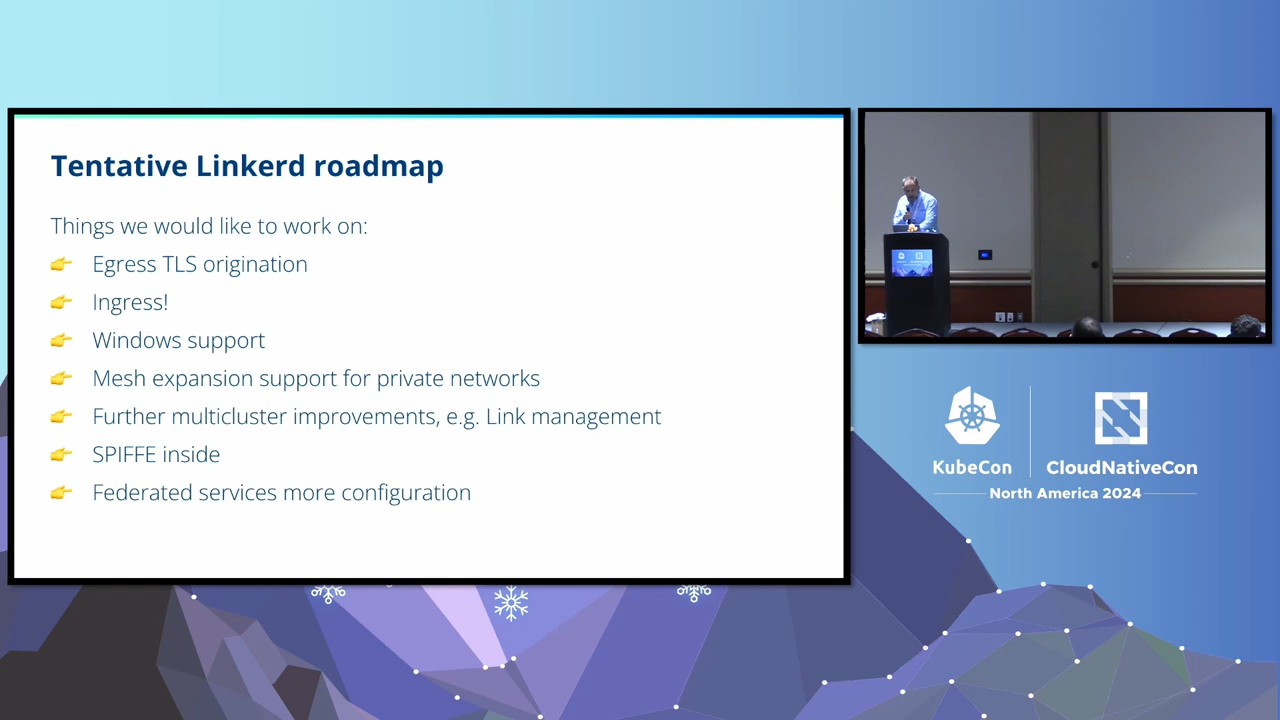 Tentative Linkerd roadmap
Things we would like to work on:
👉 Egress TLS origination
👉 Ingress!
👉 Windows support
👉 Mesh expansion support for private networks
👉 Further multicluster improvements, e.g. Link management
👉 SPIFFE inside
👉 Federated services more configuration
KubeCon
CloudNativeCon
North America 2024